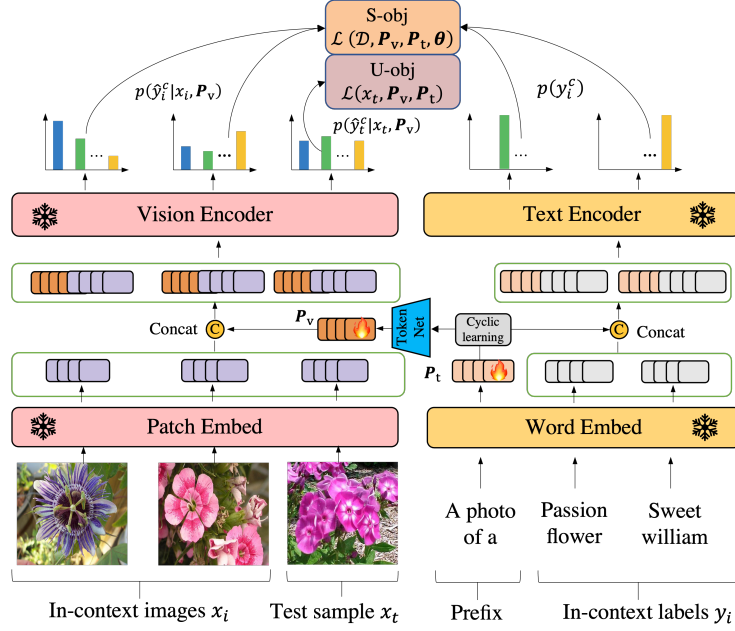 S-obj
ℒ (𝒟, P_v, P_t, θ)
U-obj
ℒ(x_t, P_v, P_t)
p(ŷ_i^c|x_i, P_v)
p(ŷ_t^c|x_t, P_v)
p(y_i^c)
... ... ... ... ...
Vision Encoder
Text Encoder
P_v
Token Net
Cyclic learning
Concat
C
C
Concat
P_t
Patch Embed
Word Embed
A photo of a
Passion flower
Sweet william
In-context images x_i
Test sample x_t
Prefix
In-context labels y_i